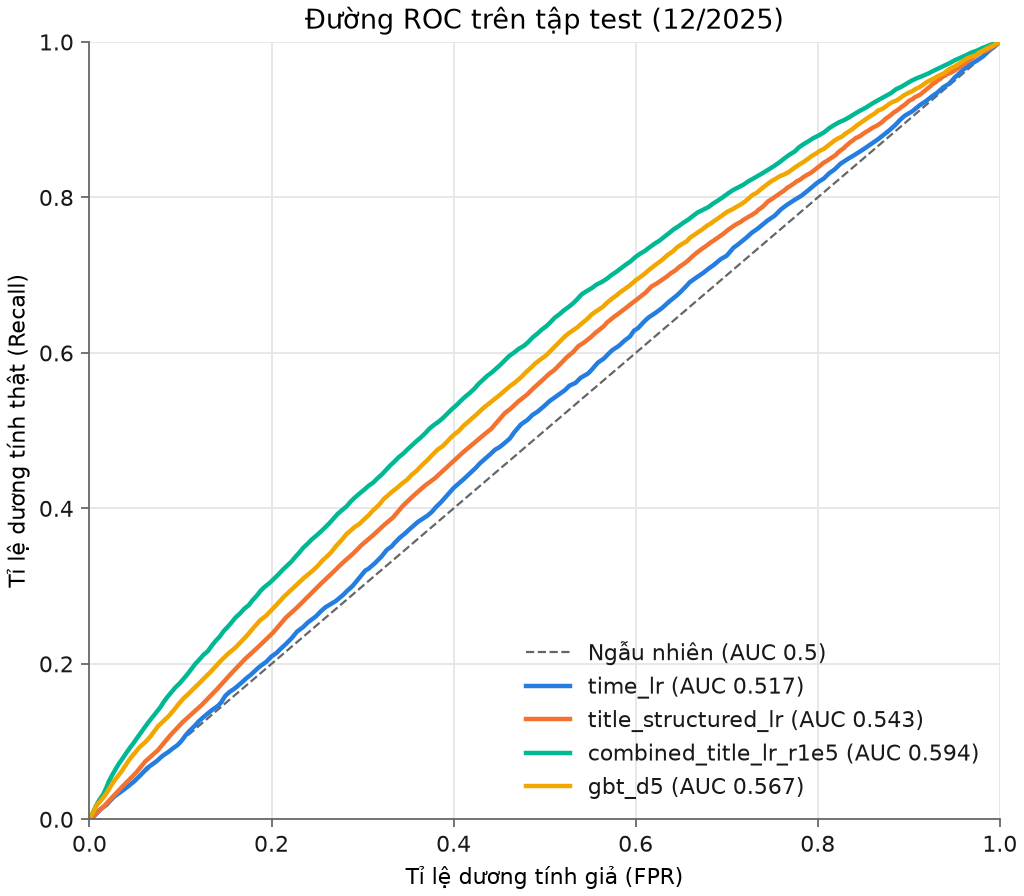 Đường ROC trên tập test (12/2025)
1.0
0.8
0.6
0.4
0.2
0.0
Tỉ lệ dương tính thật (Recall)
Ngẫu nhiên (AUC 0.5)
time_lr (AUC 0.517)
title_structured_lr (AUC 0.543)
combined_title_lr_r1e5 (AUC 0.594)
gbt_d5 (AUC 0.567)
0.0 0.2 0.4 0.6 0.8 1.0
Tỉ lệ dương tính giả (FPR)